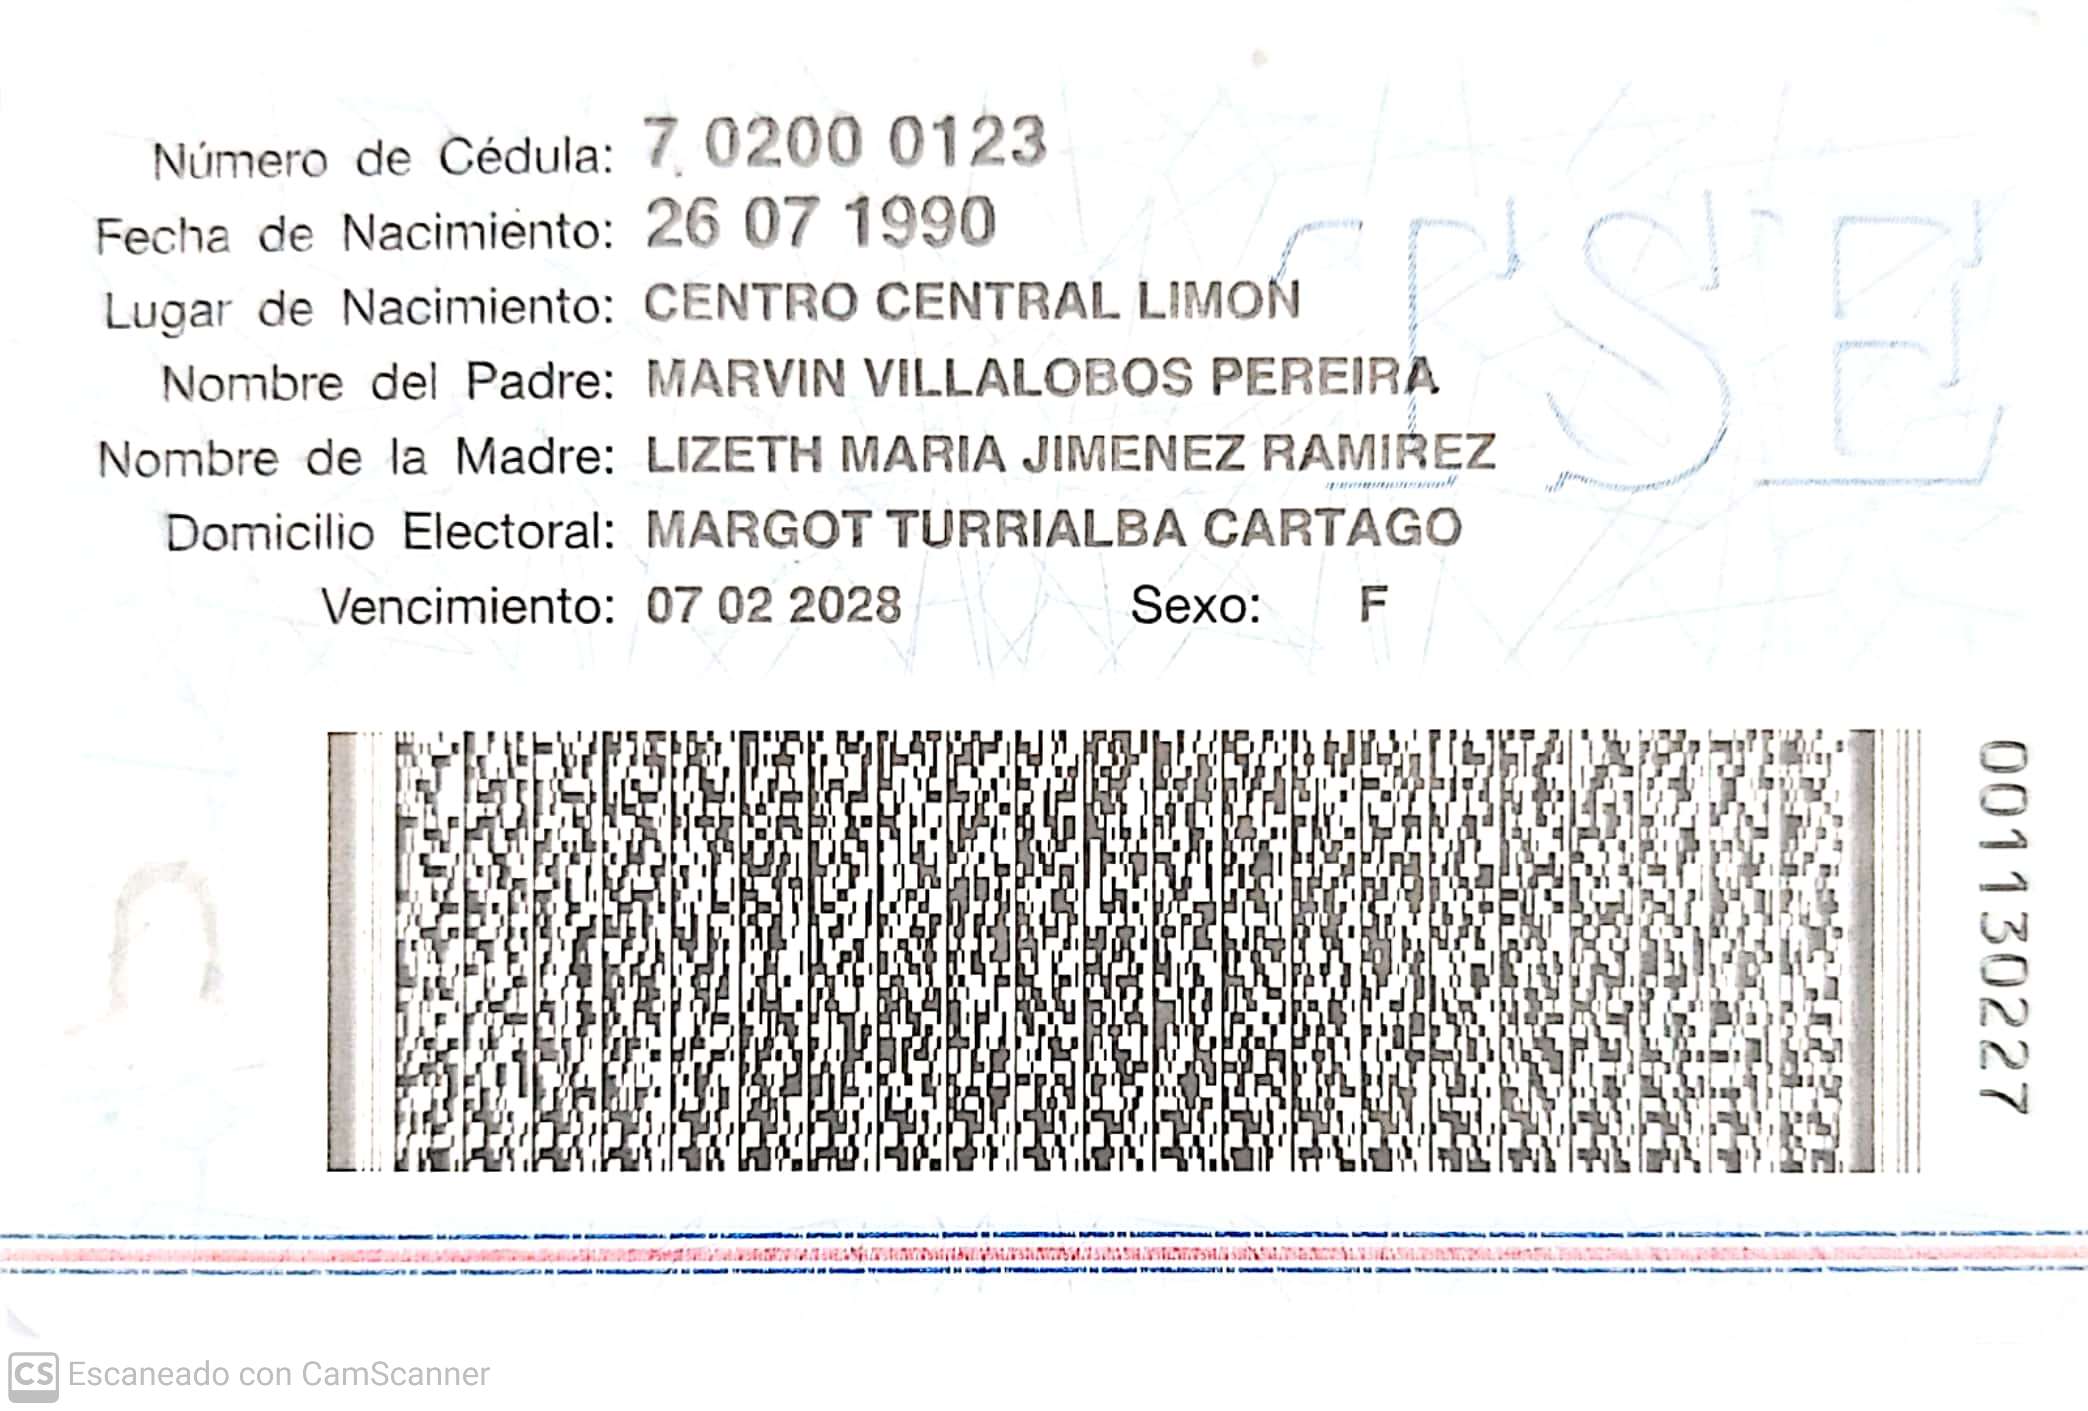 Número de Cédula: 7 0200 0123
Fecha de Nacimiento: 26 07 1990
Lugar de Nacimiento: CENTRO CENTRAL LIMON
Nombre del Padre: MARVIN VILLALOBOS PEREIRA
Nombre de la Madre: LIZETH MARIA JIMENEZ RAMIREZ
Domicilio Electoral: MARGOT TURRIALBA CARTAGO
Vencimiento: 07 02 2028 Sexo: F
TSE
001130227
CS Escaneado con CamScanner